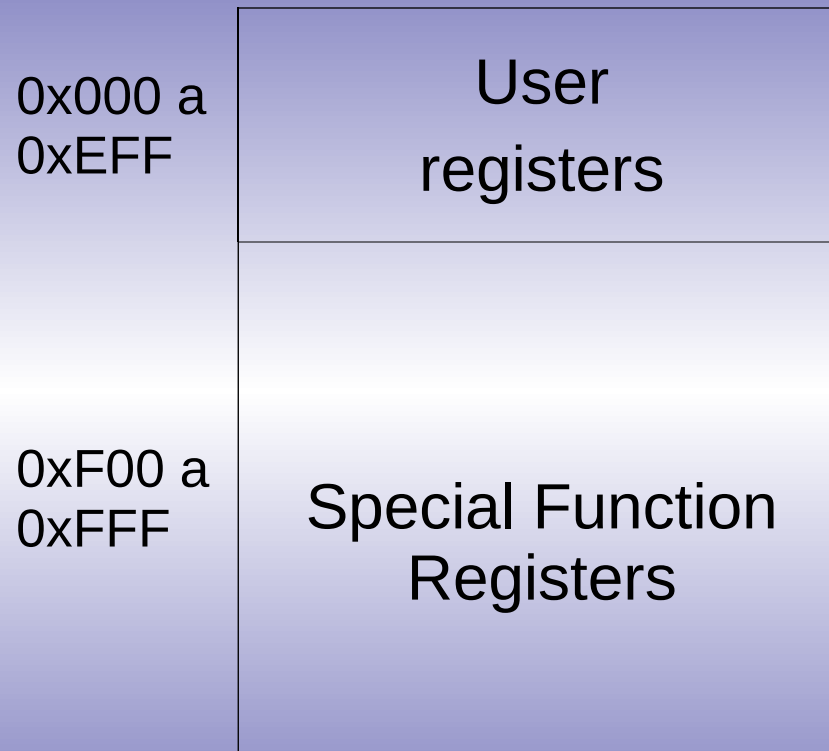 0x000 a
0xEFF
User
registers
0xF00 a
0xFFF
Special Function
Registers